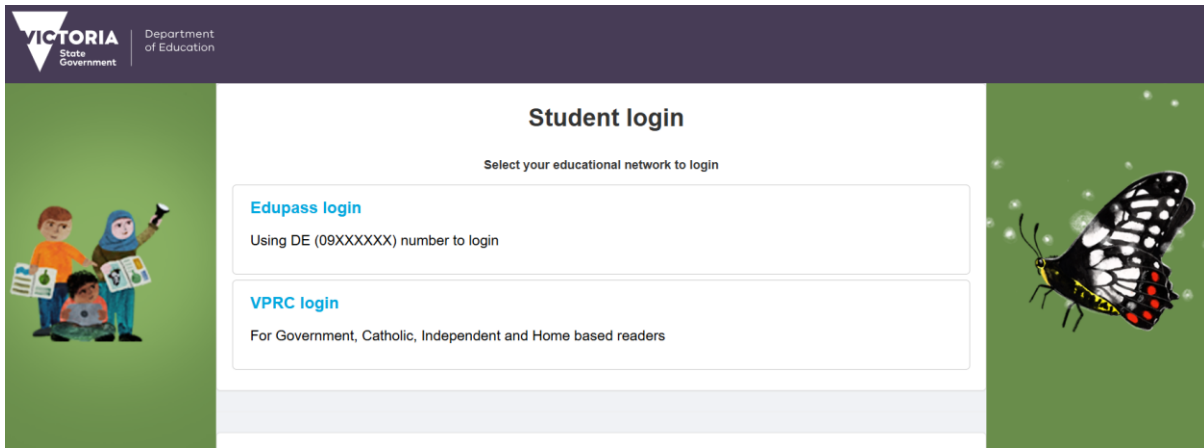 VICTORIA
State
Government
Department
of Education
Student login
Select your educational network to login
Edupass login
Using DE (09XXXXXX) number to login
VPRC login
For Government, Catholic, Independent and Home based readers